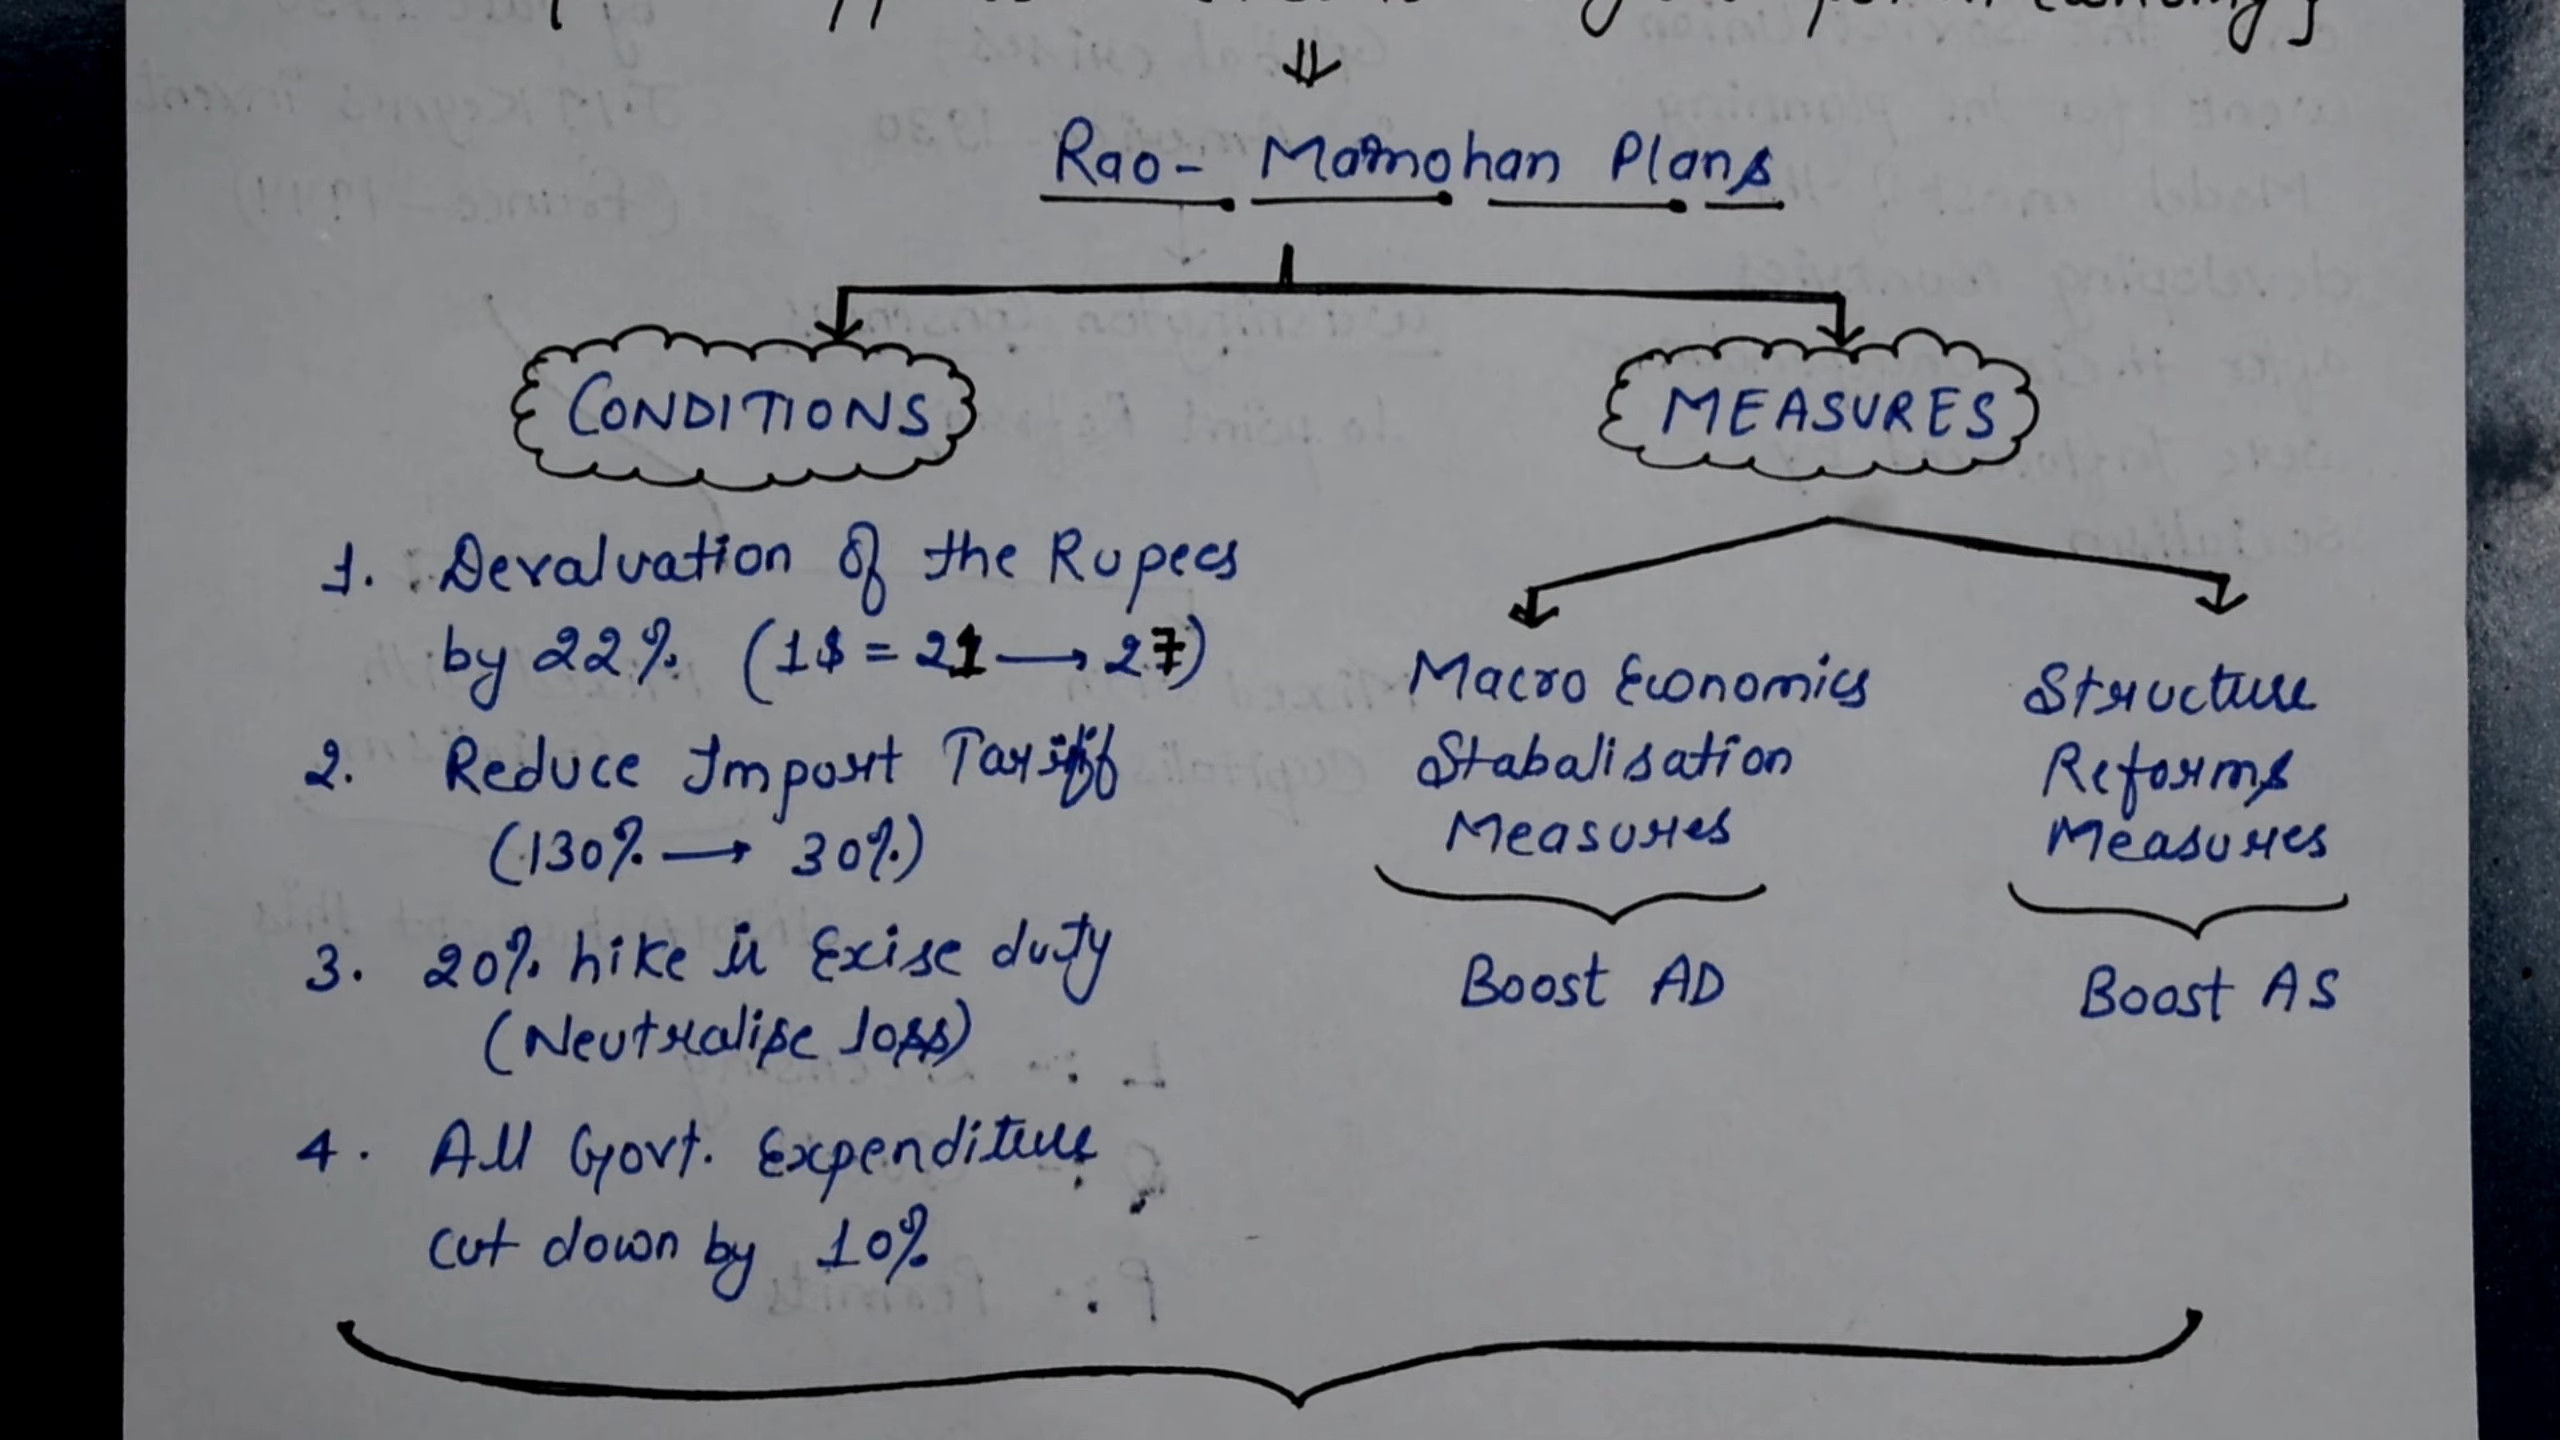 Economy]
⇓
Rao- Manmohan Plans
CONDITIONS
MEASURES
1. Devaluation of the Rupees
by 22%. (1$ = 21 → 27)
2. Reduce Import Tariff
(130% → 30%)
3. 20% hike in Exise duty
(Neutralise loss)
4. All Govt. Expenditure
cut down by 10%
Macro Economics
Stabalisation
Measures
Boost AD
Structure
Reforms
Measures
Boost AS